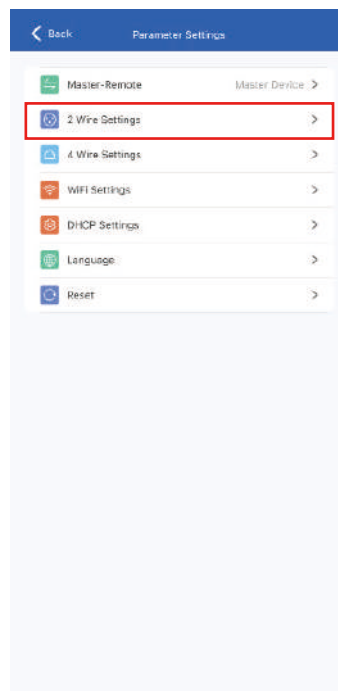 Back Parameter Settings
Master-Remote Master Device
2 Wire Settings
4 Wire Settings
WiFi Settings
DHCP Settings
Language
Reset